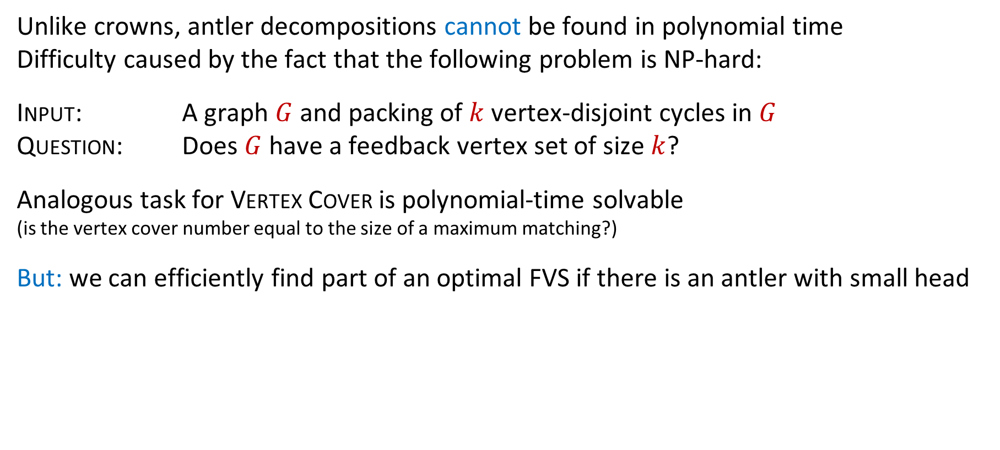 Unlike crowns, antler decompositions cannot be found in polynomial time
Difficulty caused by the fact that the following problem is NP-hard:
INPUT: A graph G and packing of k vertex-disjoint cycles in G
QUESTION: Does G have a feedback vertex set of size k?
Analogous task for VERTEX COVER is polynomial-time solvable
(is the vertex cover number equal to the size of a maximum matching?)
But: we can efficiently find part of an optimal FVS if there is an antler with small head